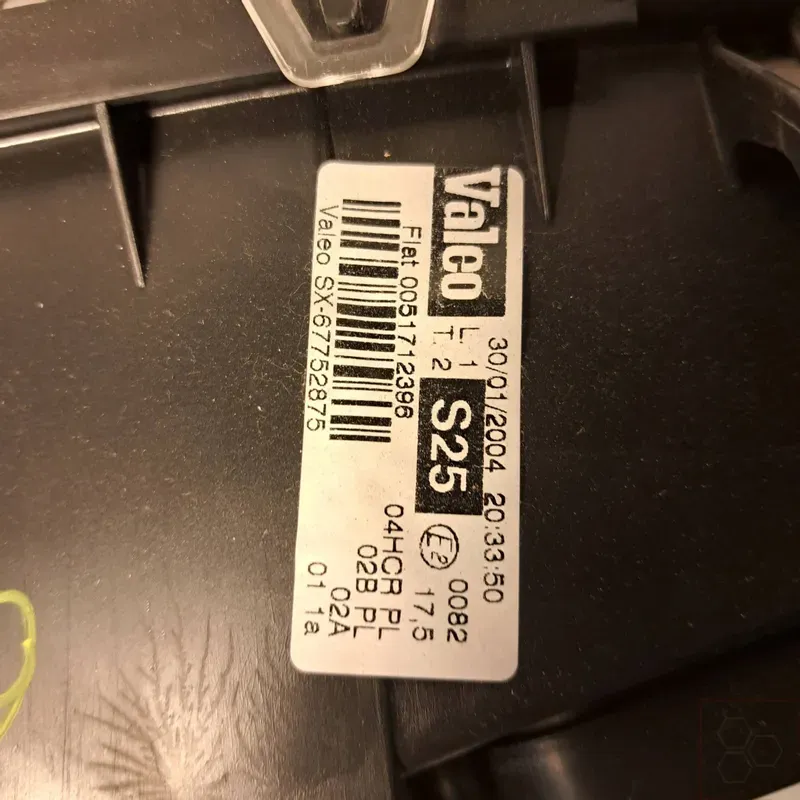 Valeo
30/01/2004 20:33:50
L. 1
T. 2
S25
E2
0082
17,5
Fiat 0051712396
04HCR PL
02B PL
02A
01 1a
Valeo SX-67752875